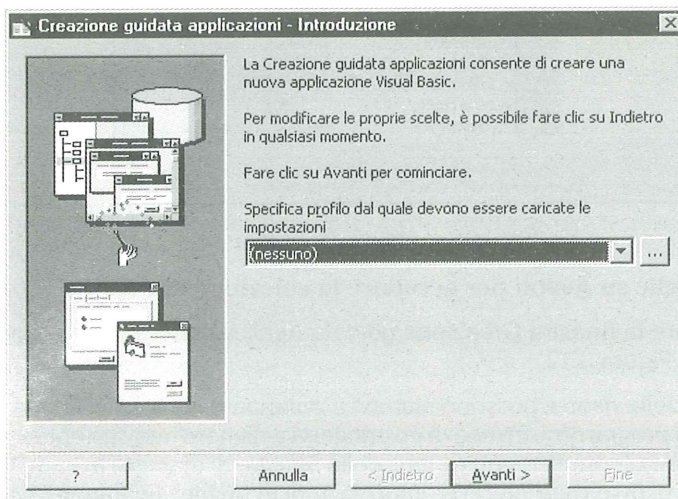 Creazione guidata applicazioni - Introduzione
La Creazione guidata applicazioni consente di creare una
nuova applicazione Visual Basic.
Per modificare le proprie scelte, è possibile fare clic su Indietro
in qualsiasi momento.
Fare clic su Avanti per cominciare.
Specifica profilo dal quale devono essere caricate le
impostazioni
(nessuno)
...
?
Annulla
< Indietro
Avanti >
Fine